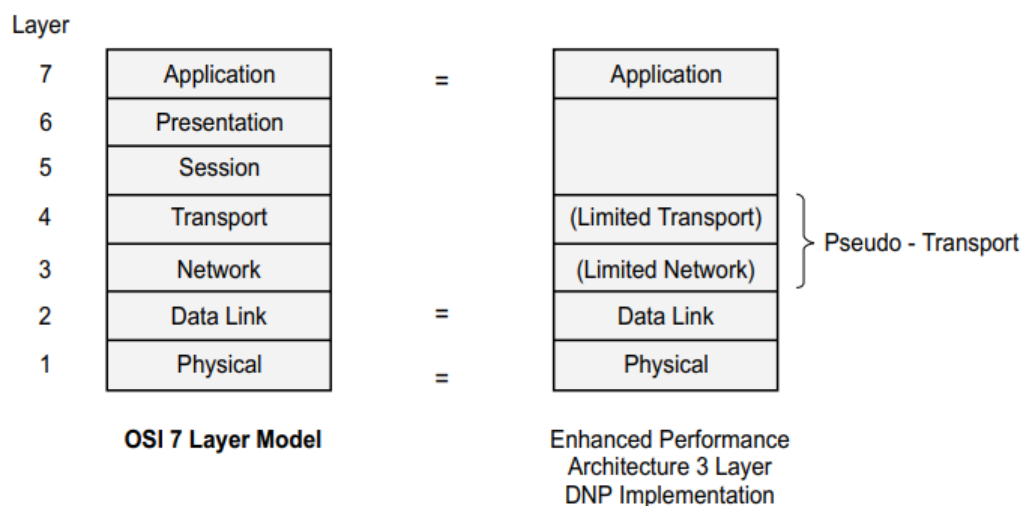 Layer
7 Application = Application
6 Presentation
5 Session
4 Transport (Limited Transport)
Pseudo - Transport
3 Network (Limited Network)
2 Data Link = Data Link
1 Physical = Physical
OSI 7 Layer Model
Enhanced Performance
Architecture 3 Layer
DNP Implementation